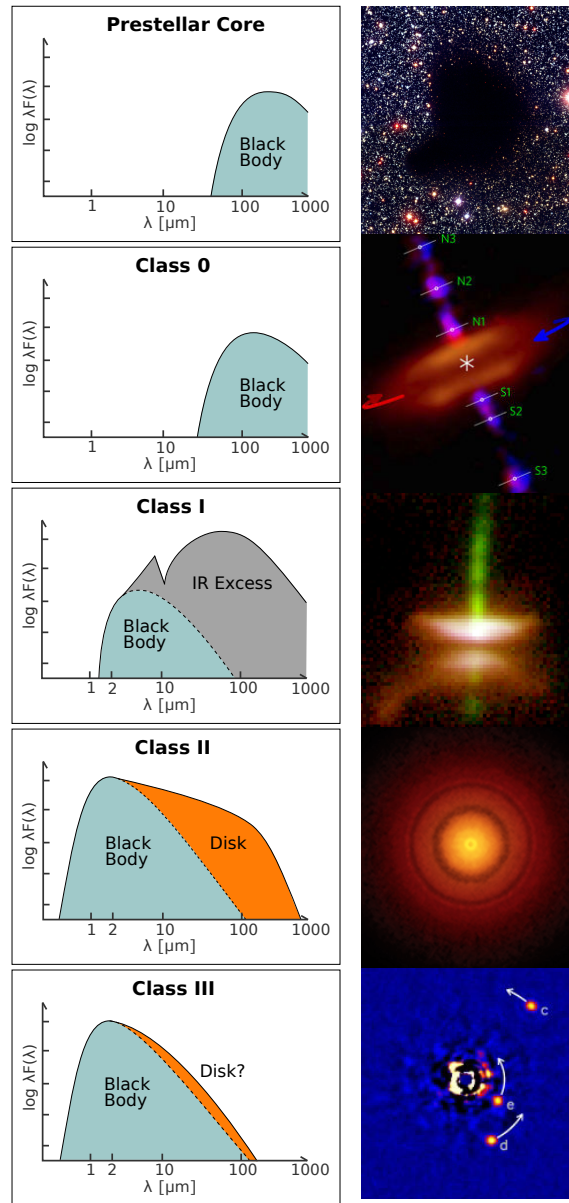 Prestellar Core
log λF(λ)
Black
Body
1 10 100 1000
λ [μm]
N3
N2
N1
S1
S2
S3
Class 0
log λF(λ)
Black
Body
1 10 100 1000
λ [μm]
Class I
log λF(λ)
IR Excess
Black
Body
1 2 10 100 1000
λ [μm]
Class II
log λF(λ)
Black
Body
Disk
1 2 10 100 1000
λ [μm]
Class III
log λF(λ)
Disk?
Black
Body
1 2 10 100 1000
λ [μm]
c
e
d